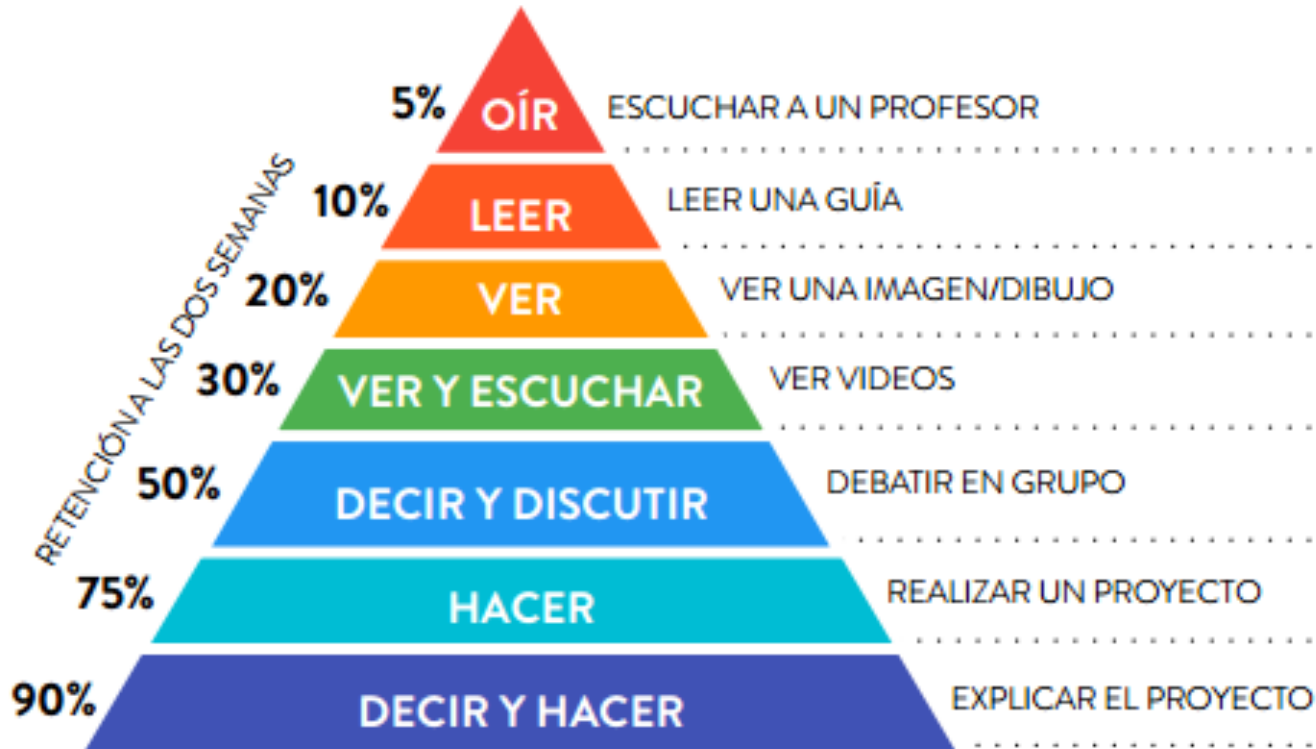 5% OÍR ESCUCHAR A UN PROFESOR
10% LEER LEER UNA GUÍA
20% VER VER UNA IMAGEN/DIBUJO
30% VER Y ESCUCHAR VER VIDEOS
50% DECIR Y DISCUTIR DEBATIR EN GRUPO
75% HACER REALIZAR UN PROYECTO
90% DECIR Y HACER EXPLICAR EL PROYECTO
RETENCIÓN A LAS DOS SEMANAS